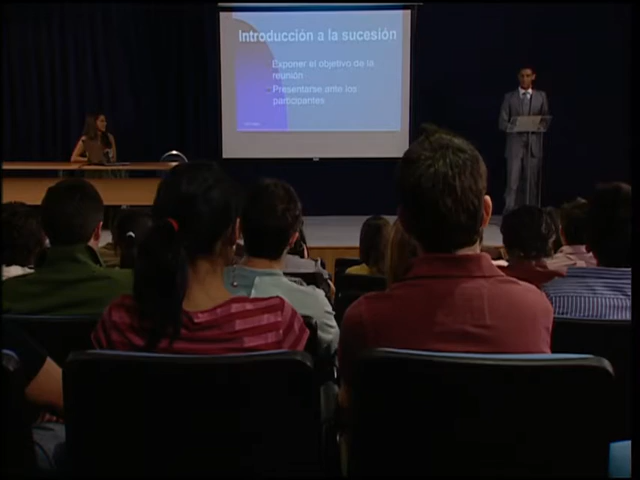 Introducción a la sucesión
Exponer el objetivo de la
reunión
Presentarse ante los
participantes